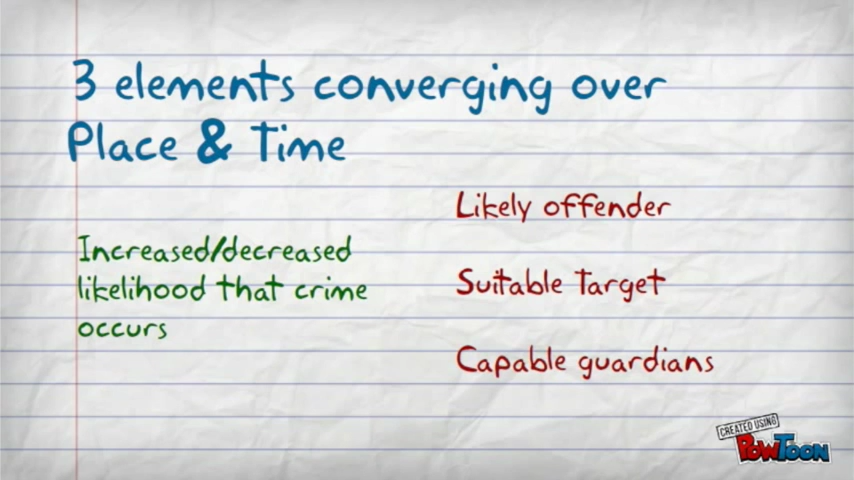 3 elements converging over
Place & Time
Likely offender
Increased/decreased
likelihood that crime
occurs
Suitable Target
Capable guardians
CREATED USING
POWTOON